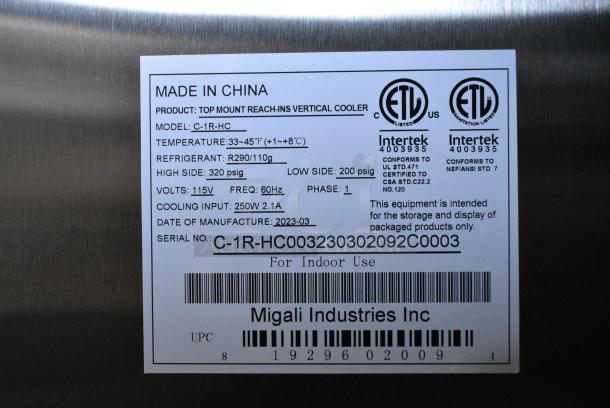 MADE IN CHINA
PRODUCT: TOP MOUNT REACH-INS VERTICAL COOLER
MODEL: C-1R-HC
TEMPERATURE: 33~45°F(+1~+8℃)
REFRIGERANT: R290/110g
HIGH SIDE: 320 psig LOW SIDE: 200 psig
VOLTS: 115V FREQ: 60Hz PHASE: 1
COOLING INPUT: 250W 2.1A
DATE OF MANUFACTURE: 2023-03
SERIAL NO.: C-1R-HC003230302092C0003
C ETL US
LISTED
Intertek
4003935
CONFORMS TO
UL STD.471
CERTIFIED TO
CSA STD.C22.2
NO.120
ETL
SANITATION LISTED
Intertek
4003935
CONFORMS TO
NSF/ANSI STD. 7
This equipment is intended
for the storage and display of
packaged products only.
For Indoor Use
Migali Industries Inc
UPC
8 19296 02009 4